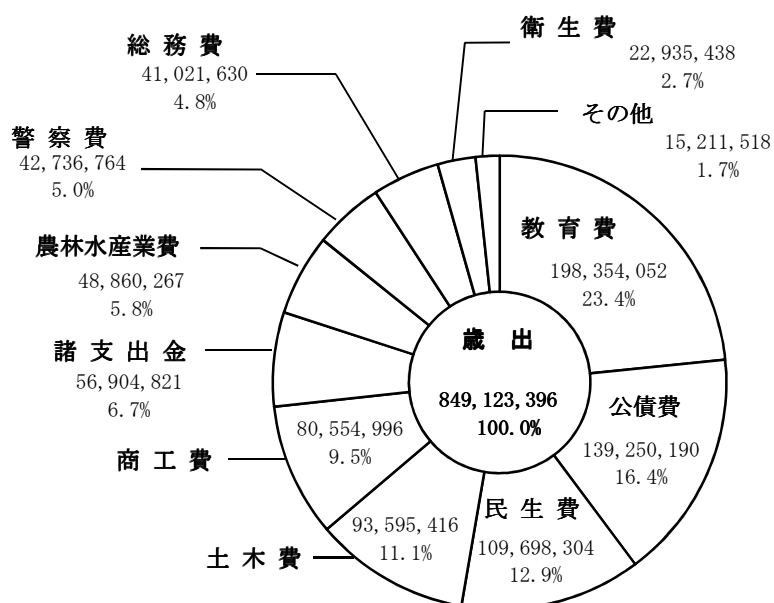 衛生費
22,935,438
2.7%
その他
15,211,518
1.7%
総務費
41,021,630
4.8%
警察費
42,736,764
5.0%
農林水産業費
48,860,267
5.8%
諸支出金
56,904,821
6.7%
商工費
80,554,996
9.5%
土木費
93,595,416
11.1%
民生費
109,698,304
12.9%
公債費
139,250,190
16.4%
教育費
198,354,052
23.4%
歳出
849,123,396
100.0%